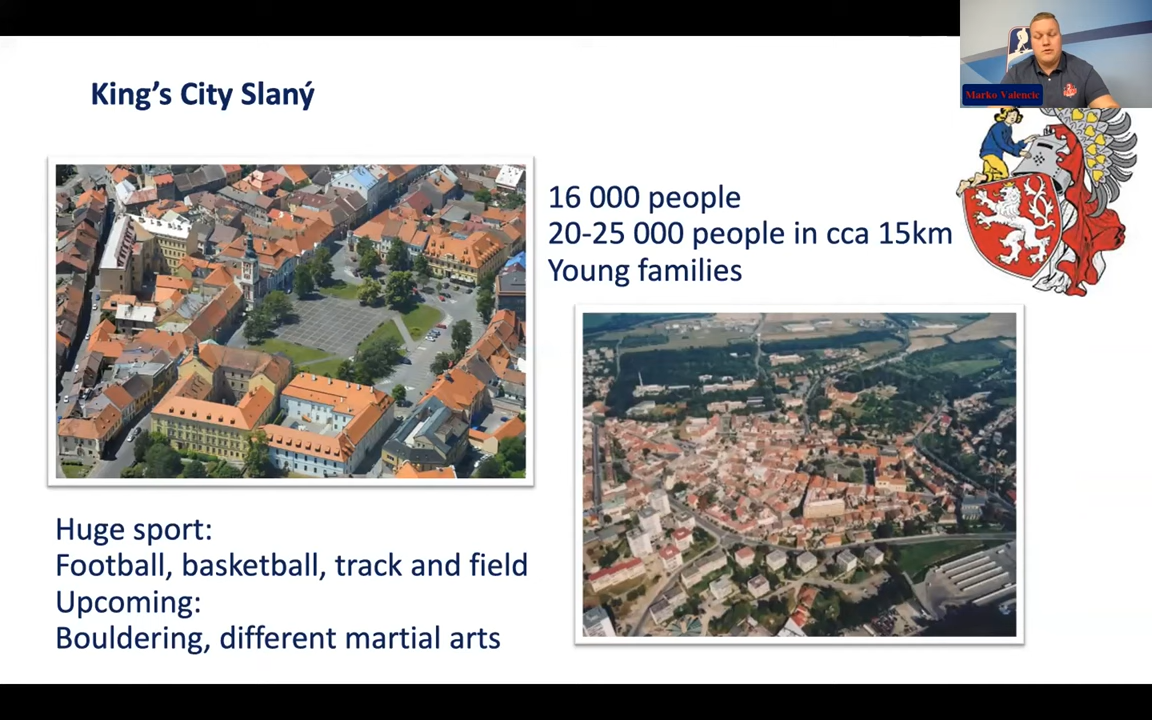 King's City Slaný
Marko Valencic
16 000 people
20-25 000 people in cca 15km
Young families
Huge sport:
Football, basketball, track and field
Upcoming:
Bouldering, different martial arts